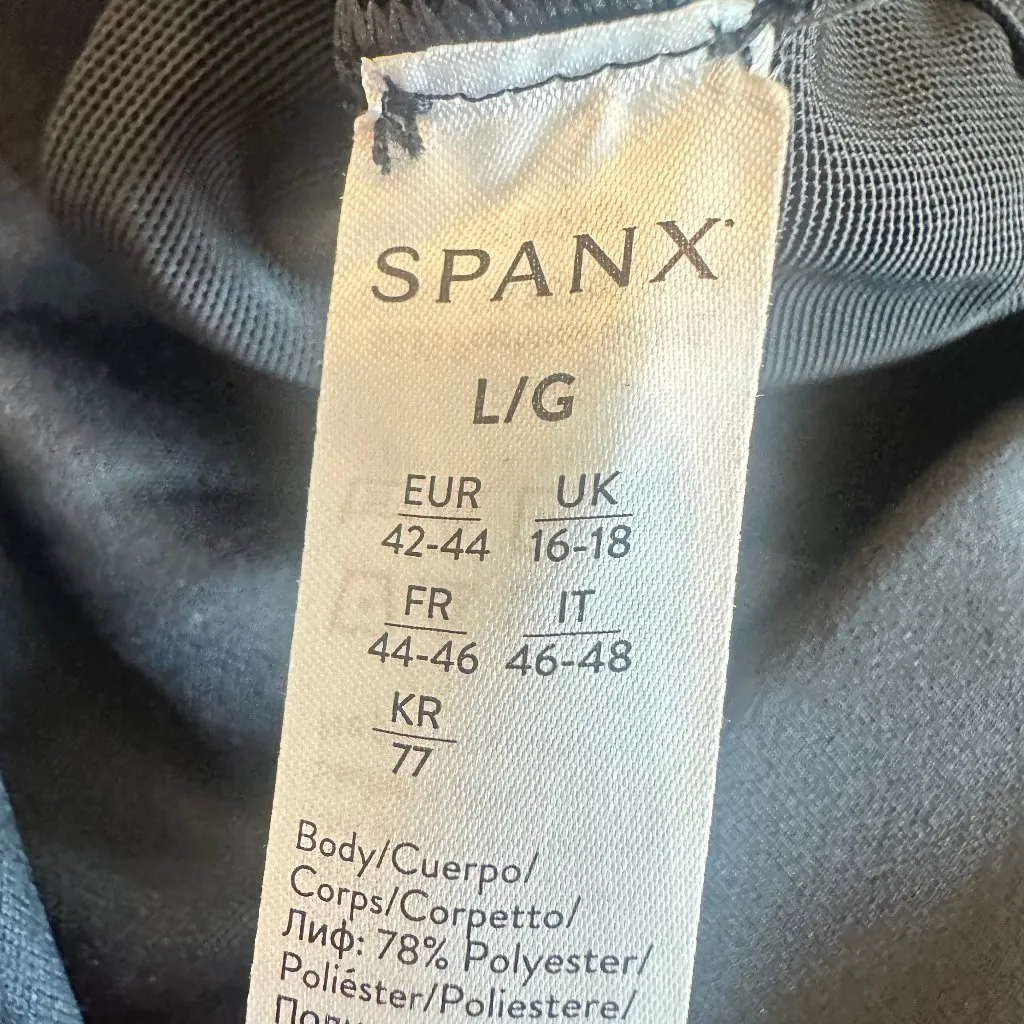 SPANX
L/G
EUR UK
42-44 16-18
FR IT
44-46 46-48
KR
77
Body/Cuerpo/
Corps/Corpetto/
Лиф: 78% Polyester/
Poliéster/Poliestere/